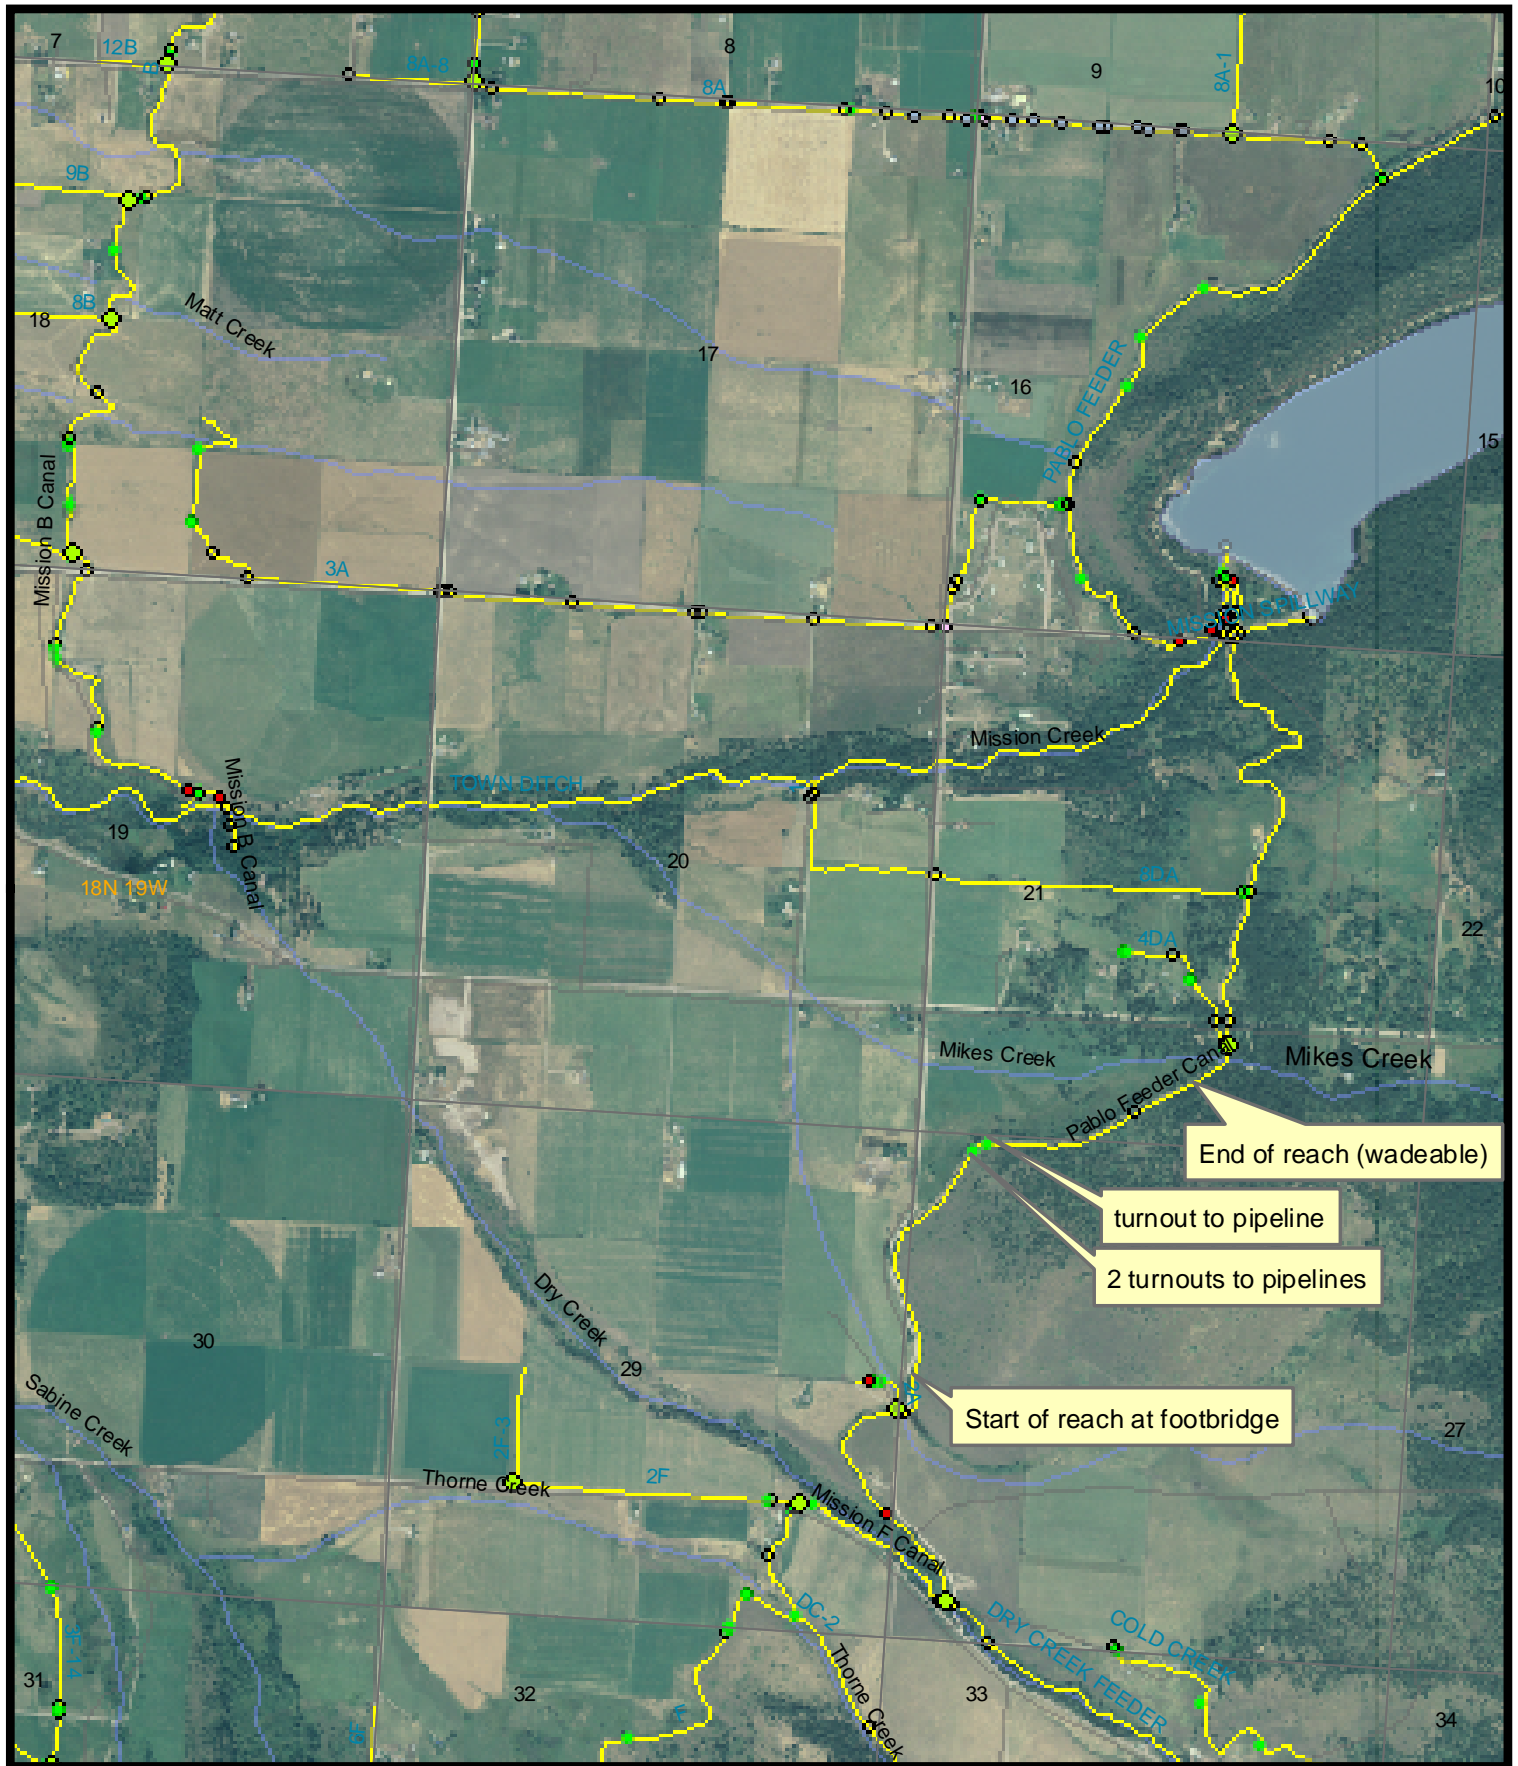 7
12B
8A-8
8
8A
9
8A-1
10
9B
8B
18
Matt Creek
17
16
PABLO FEEDER
15
Mission B Canal
3A
MISSION SPILLWAY
Mission Creek
TOWN DITCH
Mission B Canal
19
18N 19W
20
21
6DA
4DA
22
Mikes Creek
Mikes Creek
Pablo Feeder Canal
End of reach (wadeable)
turnout to pipeline
2 turnouts to pipelines
Dry Creek
30
29
Sabine Creek
Start of reach at footbridge
27
2F-3
Thorne Creek
2F
Mission F Canal
DC-2
Thorne Creek
DRY CREEK FEEDER
COLD CREEK
31
32
33
34